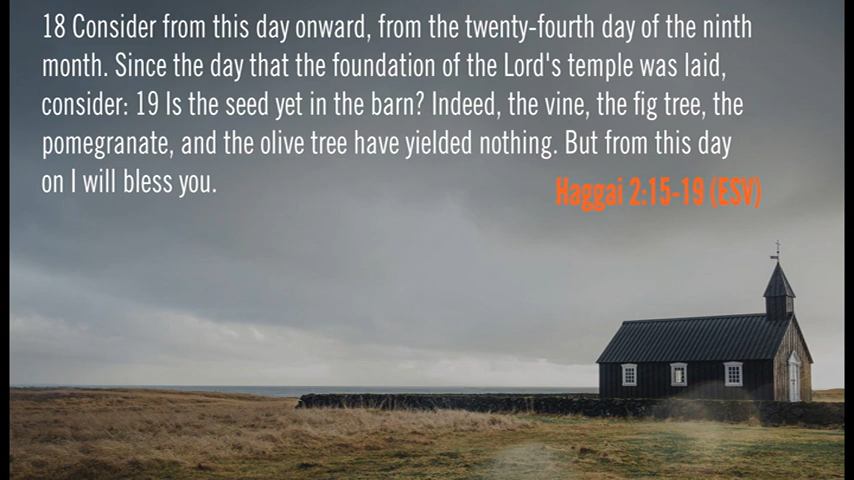 18 Consider from this day onward, from the twenty-fourth day of the ninth
month. Since the day that the foundation of the Lord's temple was laid,
consider: 19 Is the seed yet in the barn? Indeed, the vine, the fig tree, the
pomegranate, and the olive tree have yielded nothing. But from this day
on I will bless you.
Haggai 2:15-19 (ESV)